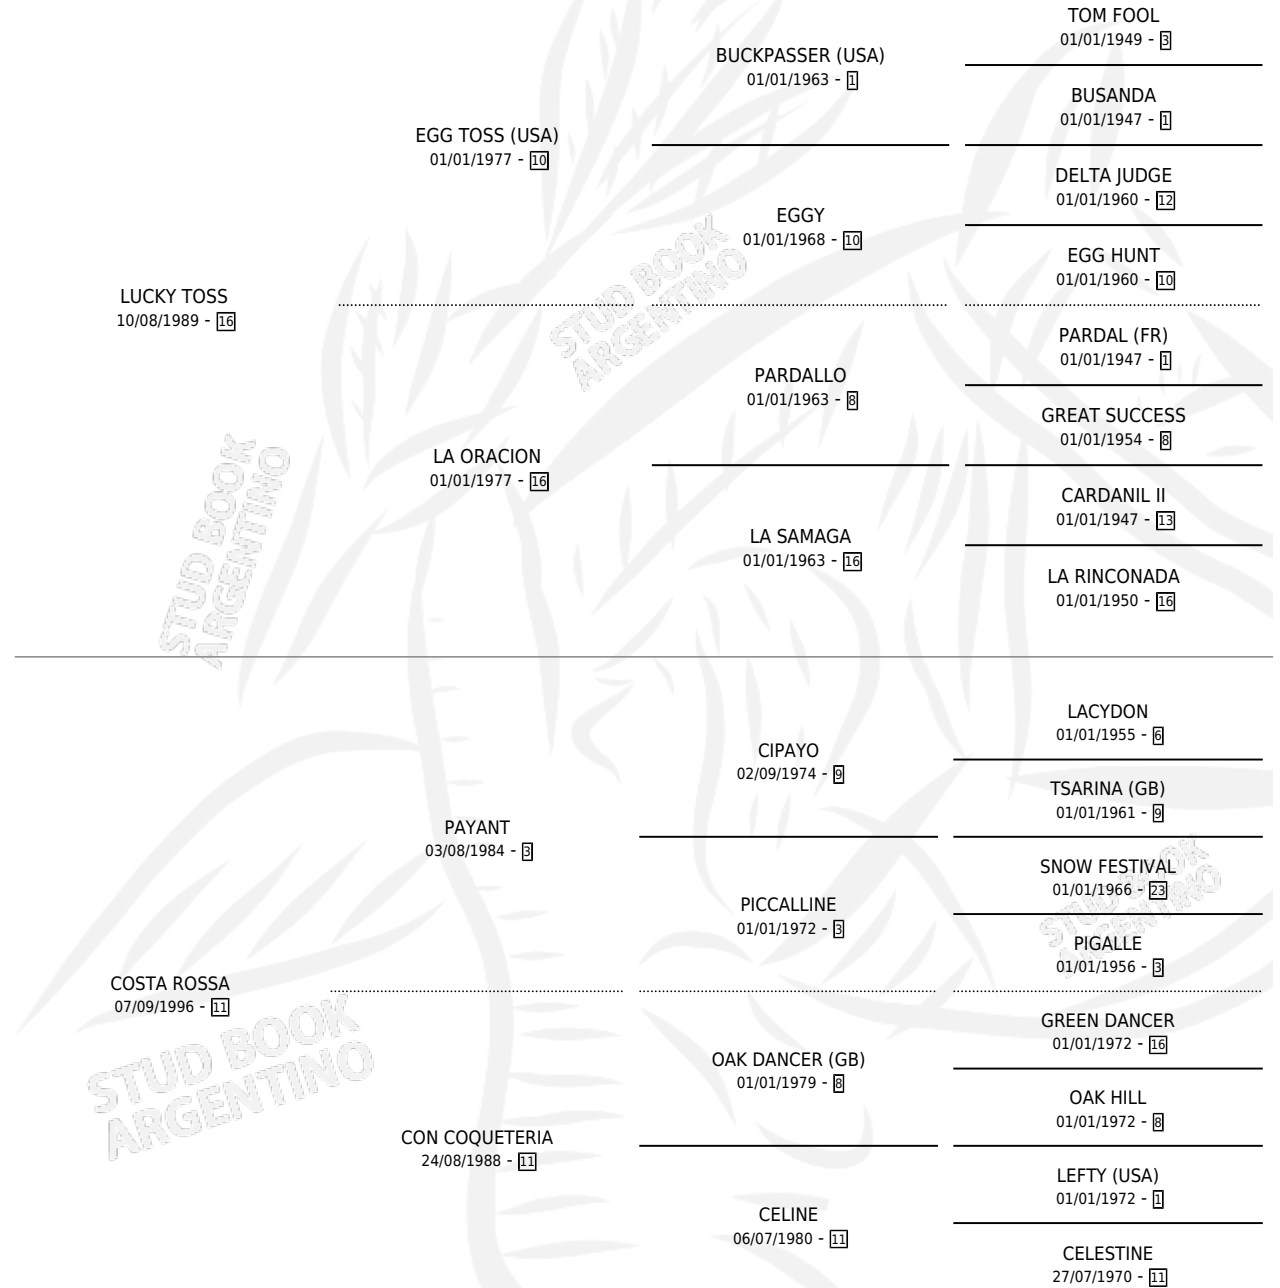 TOM FOOL
01/01/1949 - 3
BUCKPASSER (USA)
01/01/1963 - 1
BUSANDA
01/01/1947 - 1
EGG TOSS (USA)
01/01/1977 - 10
DELTA JUDGE
01/01/1960 - 12
EGGY
01/01/1968 - 10
EGG HUNT
01/01/1960 - 10
LUCKY TOSS
10/08/1989 - 16
PARDAL (FR)
01/01/1947 - 1
PARDALLO
01/01/1963 - 8
GREAT SUCCESS
01/01/1954 - 8
LA ORACION
01/01/1977 - 16
CARDANIL II
01/01/1947 - 13
LA SAMAGA
01/01/1963 - 16
LA RINCONADA
01/01/1950 - 16
STUD BOOK
ARGENTINO
STUD BOOK
ARGENTINO
LACYDON
01/01/1955 - 6
CIPAYO
02/09/1974 - 9
TSARINA (GB)
01/01/1961 - 9
PAYANT
03/08/1984 - 3
SNOW FESTIVAL
01/01/1966 - 23
PICCALLINE
01/01/1972 - 3
PIGALLE
01/01/1956 - 3
STUD BOOK
ARGENTINO
COSTA ROSSA
07/09/1996 - 11
GREEN DANCER
01/01/1972 - 16
OAK DANCER (GB)
01/01/1979 - 8
OAK HILL
01/01/1972 - 8
CON COQUETERIA
24/08/1988 - 11
LEFTY (USA)
01/01/1972 - 1
CELINE
06/07/1980 - 11
CELESTINE
27/07/1970 - 11
STUD BOOK
ARGENTINO